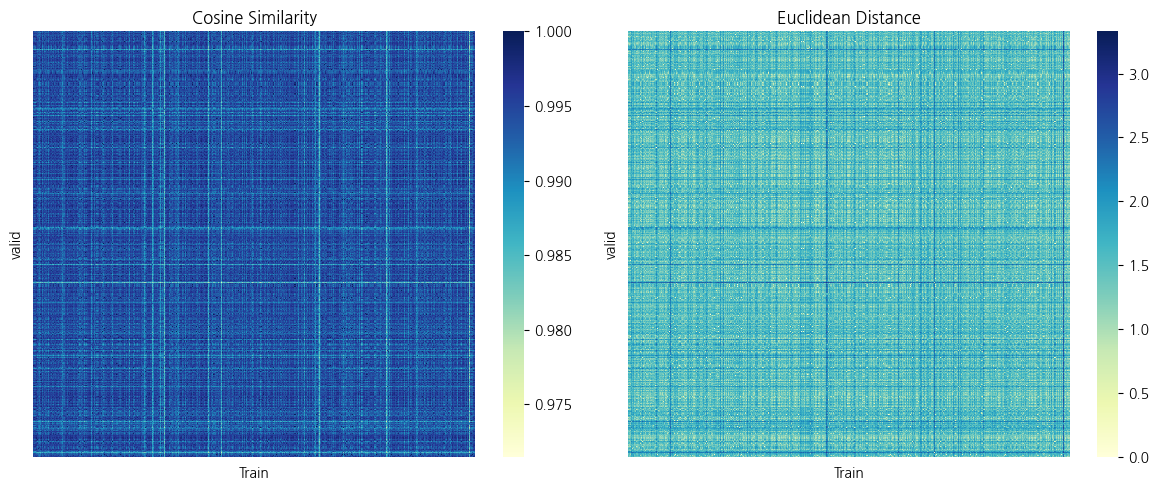 Cosine Similarity
valid
Train
1.000
0.995
0.990
0.985
0.980
0.975
Euclidean Distance
valid
Train
3.0
2.5
2.0
1.5
1.0
0.5
0.0